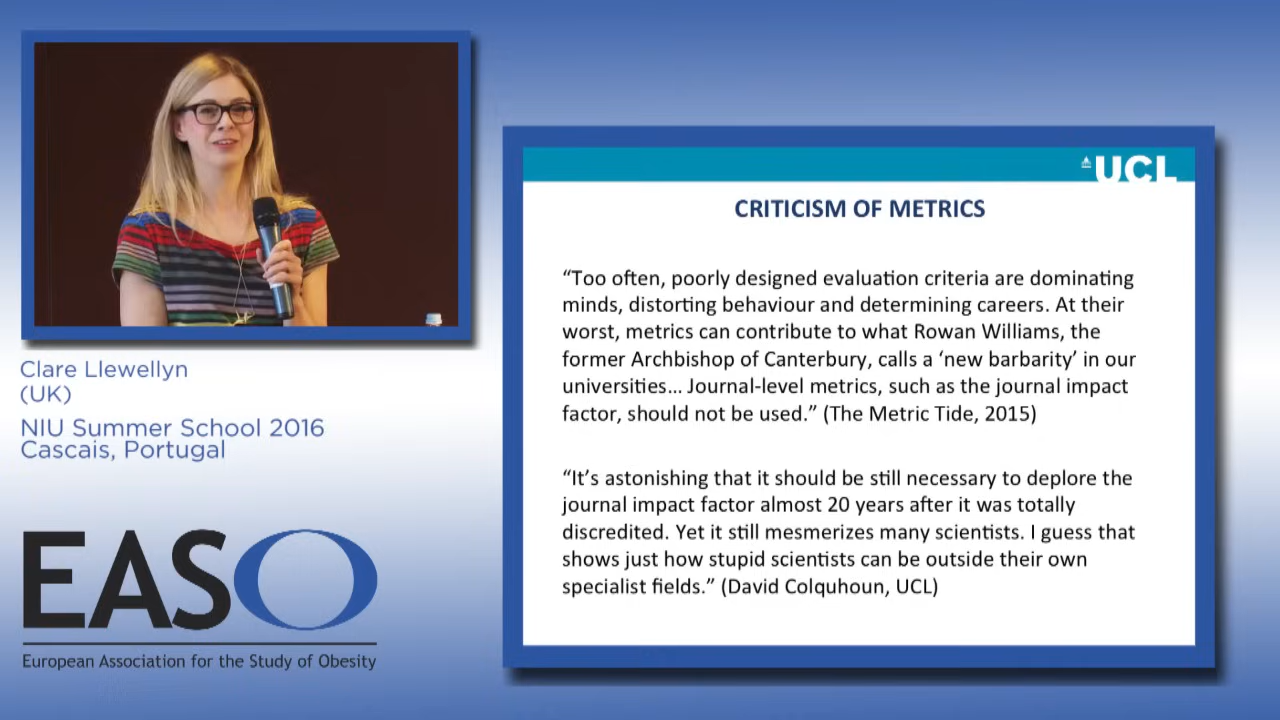 Clare Llewellyn
(UK)
NIU Summer School 2016
Cascais, Portugal
EASO
European Association for the Study of Obesity
UCL
CRITICISM OF METRICS
“Too often, poorly designed evaluation criteria are dominating
minds, distorting behaviour and determining careers. At their
worst, metrics can contribute to what Rowan Williams, the
former Archbishop of Canterbury, calls a ‘new barbarity’ in our
universities… Journal-level metrics, such as the journal impact
factor, should not be used.” (The Metric Tide, 2015)
“It’s astonishing that it should be still necessary to deplore the
journal impact factor almost 20 years after it was totally
discredited. Yet it still mesmerizes many scientists. I guess that
shows just how stupid scientists can be outside their own
specialist fields.” (David Colquhoun, UCL)